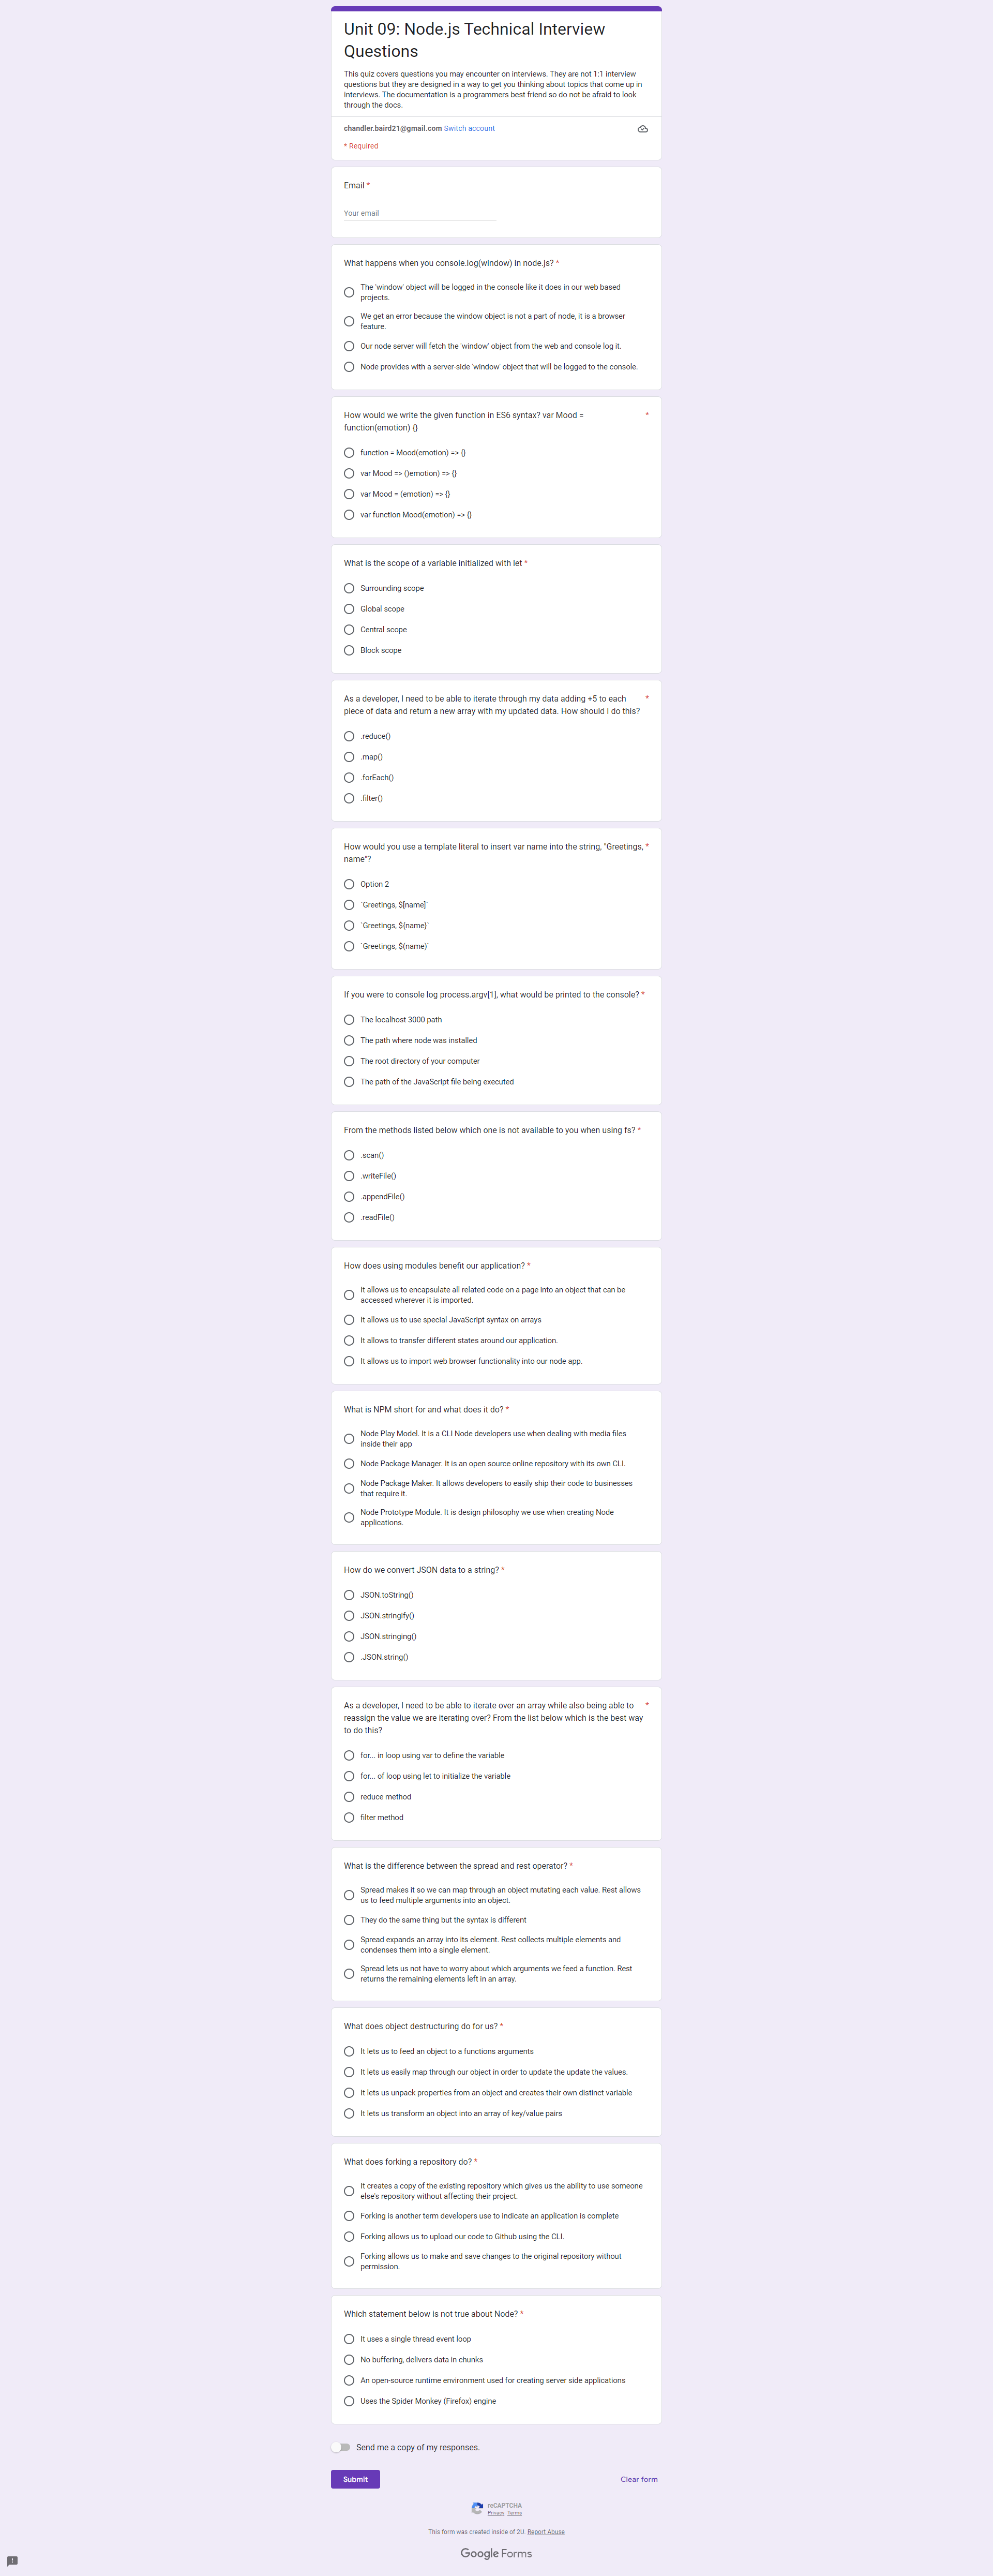 Unit 09: Node.js Technical Interview
Questions
This quiz covers questions you may encounter on interviews. They are not 1:1 interview
questions but they are designed in a way to get you thinking about topics that come up in
interviews. The documentation is a programmers best friend so do not be afraid to look
through the docs.
chandler.baird21@gmail.com Switch account
* Required
Email *
Your email
What happens when you console.log(window) in node.js? *
The 'window' object will be logged in the console like it does in our web based
projects.
We get an error because the window object is not a part of node, it is a browser
feature.
Our node server will fetch the 'window' object from the web and console log it.
Node provides with a server-side 'window' object that will be logged to the console.
How would we write the given function in ES6 syntax? var Mood = *
function(emotion) {}
function = Mood(emotion) => {}
var Mood => ()emotion) => {}
var Mood = (emotion) => {}
var function Mood(emotion) => {}
What is the scope of a variable initialized with let *
Surrounding scope
Global scope
Central scope
Block scope
As a developer, I need to be able to iterate through my data adding +5 to each *
piece of data and return a new array with my updated data. How should I do this?
.reduce()
.map()
.forEach()
.filter()
How would you use a template literal to insert var name into the string, "Greetings, *
name"?
Option 2
`Greetings, $[name]`
`Greetings, ${name}`
`Greetings, $(name)`
If you were to console log process.argv[1], what would be printed to the console? *
The localhost 3000 path
The path where node was installed
The root directory of your computer
The path of the JavaScript file being executed
From the methods listed below which one is not available to you when using fs? *
.scan()
.writeFile()
.appendFile()
.readFile()
How does using modules benefit our application? *
It allows us to encapsulate all related code on a page into an object that can be
accessed wherever it is imported.
It allows us to use special JavaScript syntax on arrays
It allows to transfer different states around our application.
It allows us to import web browser functionality into our node app.
What is NPM short for and what does it do? *
Node Play Model. It is a CLI Node developers use when dealing with media files
inside their app
Node Package Manager. It is an open source online repository with its own CLI.
Node Package Maker. It allows developers to easily ship their code to businesses
that require it.
Node Prototype Module. It is design philosophy we use when creating Node
applications.
How do we convert JSON data to a string? *
JSON.toString()
JSON.stringify()
JSON.stringing()
.JSON.string()
As a developer, I need to be able to iterate over an array while also being able to *
reassign the value we are iterating over? From the list below which is the best way
to do this?
for... in loop using var to define the variable
for... of loop using let to initialize the variable
reduce method
filter method
What is the difference between the spread and rest operator? *
Spread makes it so we can map through an object mutating each value. Rest allows
us to feed multiple arguments into an object.
They do the same thing but the syntax is different
Spread expands an array into its element. Rest collects multiple elements and
condenses them into a single element.
Spread lets us not have to worry about which arguments we feed a function. Rest
returns the remaining elements left in an array.
What does object destructuring do for us? *
It lets us to feed an object to a functions arguments
It lets us easily map through our object in order to update the update the values.
It lets us unpack properties from an object and creates their own distinct variable
It lets us transform an object into an array of key/value pairs
What does forking a repository do? *
It creates a copy of the existing repository which gives us the ability to use someone
else's repository without affecting their project.
Forking is another term developers use to indicate an application is complete
Forking allows us to upload our code to Github using the CLI.
Forking allows us to make and save changes to the original repository without
permission.
Which statement below is not true about Node? *
It uses a single thread event loop
No buffering, delivers data in chunks
An open-source runtime environment used for creating server side applications
Uses the Spider Monkey (Firefox) engine
Send me a copy of my responses.
Submit
Clear form
reCAPTCHA
Privacy Terms
This form was created inside of 2U. Report Abuse
Google Forms